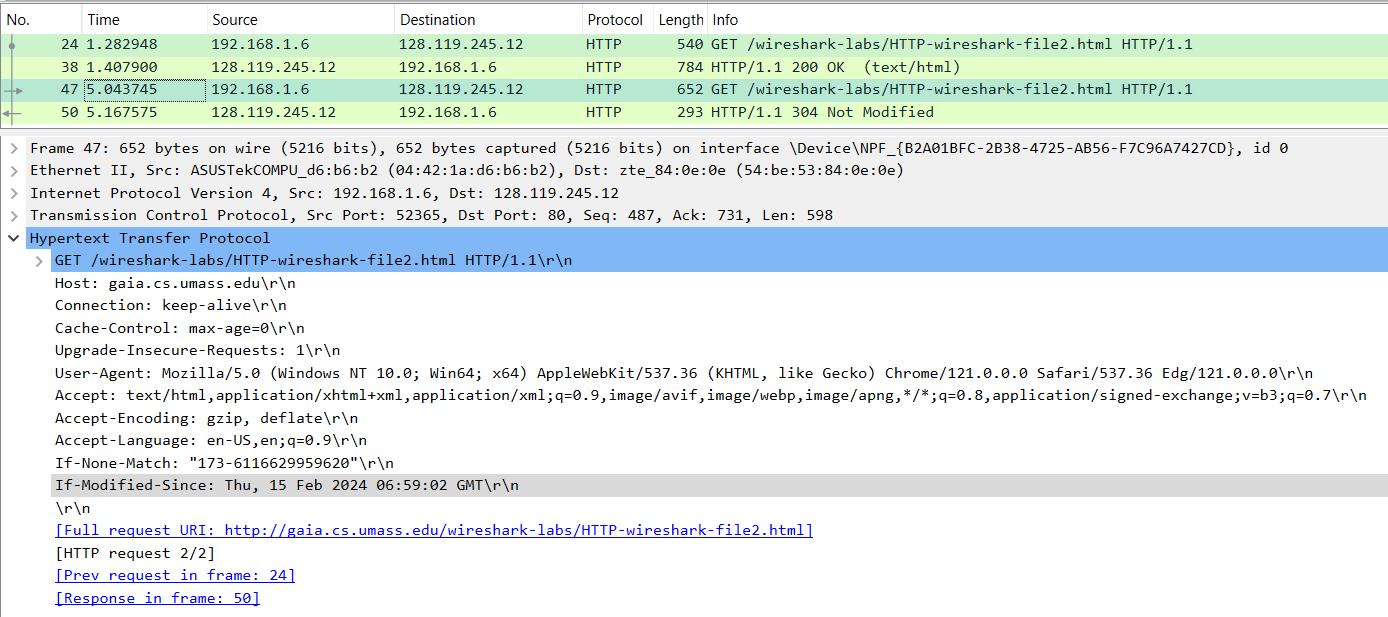 No. Time Source Destination Protocol Length Info
24 1.282948 192.168.1.6 128.119.245.12 HTTP 540 GET /wireshark-labs/HTTP-wireshark-file2.html HTTP/1.1
38 1.407900 128.119.245.12 192.168.1.6 HTTP 784 HTTP/1.1 200 OK  (text/html)
47 5.043745 192.168.1.6 128.119.245.12 HTTP 652 GET /wireshark-labs/HTTP-wireshark-file2.html HTTP/1.1
50 5.167575 128.119.245.12 192.168.1.6 HTTP 293 HTTP/1.1 304 Not Modified
Frame 47: 652 bytes on wire (5216 bits), 652 bytes captured (5216 bits) on interface \Device\NPF_{B2A01BFC-2B38-4725-AB56-F7C96A7427CD}, id 0
Ethernet II, Src: ASUSTekCOMPU_d6:b6:b2 (04:42:1a:d6:b6:b2), Dst: zte_84:0e:0e (54:be:53:84:0e:0e)
Internet Protocol Version 4, Src: 192.168.1.6, Dst: 128.119.245.12
Transmission Control Protocol, Src Port: 52365, Dst Port: 80, Seq: 487, Ack: 731, Len: 598
Hypertext Transfer Protocol
GET /wireshark-labs/HTTP-wireshark-file2.html HTTP/1.1\r\n
Host: gaia.cs.umass.edu\r\n
Connection: keep-alive\r\n
Cache-Control: max-age=0\r\n
Upgrade-Insecure-Requests: 1\r\n
User-Agent: Mozilla/5.0 (Windows NT 10.0; Win64; x64) AppleWebKit/537.36 (KHTML, like Gecko) Chrome/121.0.0.0 Safari/537.36 Edg/121.0.0.0\r\n
Accept: text/html,application/xhtml+xml,application/xml;q=0.9,image/avif,image/webp,image/apng,*/*;q=0.8,application/signed-exchange;v=b3;q=0.7\r\n
Accept-Encoding: gzip, deflate\r\n
Accept-Language: en-US,en;q=0.9\r\n
If-None-Match: "173-6116629959620"\r\n
If-Modified-Since: Thu, 15 Feb 2024 06:59:02 GMT\r\n
\r\n
[Full request URI: http://gaia.cs.umass.edu/wireshark-labs/HTTP-wireshark-file2.html]
[HTTP request 2/2]
[Prev request in frame: 24]
[Response in frame: 50]